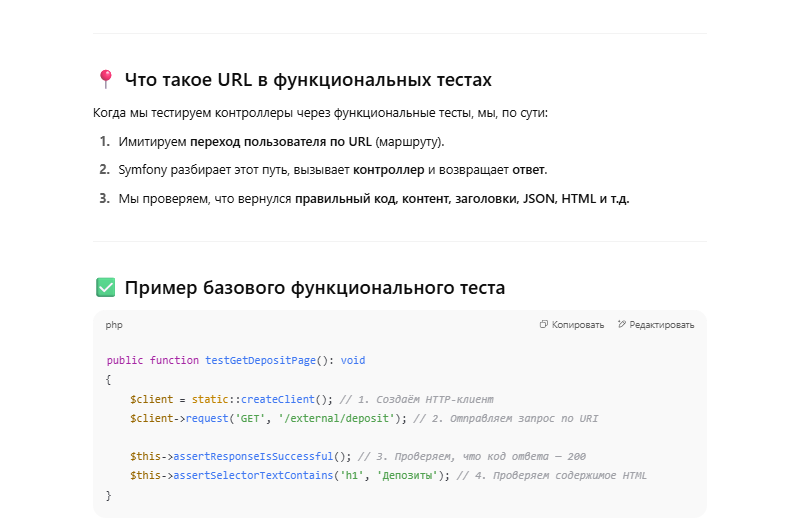 Что такое URL в функциональных тестах
Когда мы тестируем контроллеры через функциональные тесты, мы, по сути:
1. Имитируем переход пользователя по URL (маршруту).
2. Symfony разбирает этот путь, вызывает контроллер и возвращает ответ.
3. Мы проверяем, что вернулся правильный код, контент, заголовки, JSON, HTML и т.д.
Пример базового функционального теста
php Копировать Редактировать
public function testGetDepositPage(): void
{
    $client = static::createClient(); // 1. Создаём HTTP-клиент
    $client->request('GET', '/external/deposit'); // 2. Отправляем запрос по URI
    $this->assertResponseIsSuccessful(); // 3. Проверяем, что код ответа — 200
    $this->assertSelectorTextContains('h1', 'Депозиты'); // 4. Проверяем содержимое HTML
}